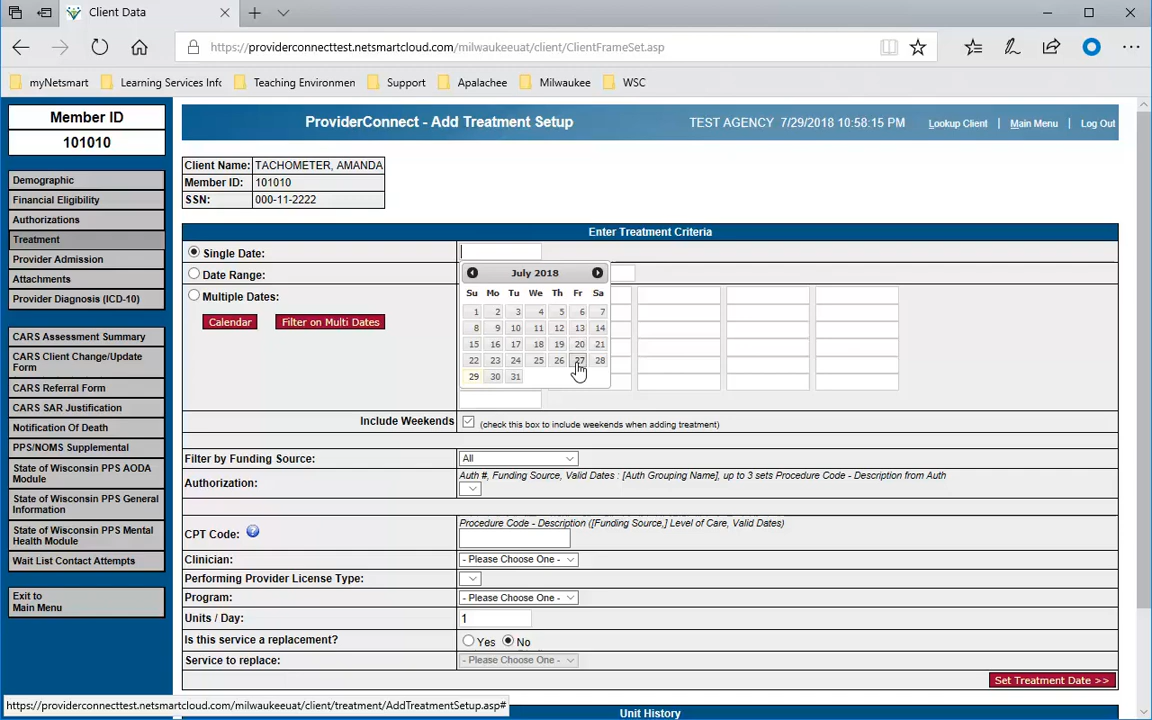 Client Data
https://providerconnecttest.netsmartcloud.com/milwaukeeuat/client/ClientFrameSet.asp
myNetsmart Learning Services Infc Teaching Environmen Support Apalachee Milwaukee WSC
Member ID
101010
ProviderConnect - Add Treatment Setup TEST AGENCY 7/29/2018 10:58:15 PM Lookup Client | Main Menu | Log Out
Client Name: TACHOMETER, AMANDA
Member ID: 101010
SSN: 000-11-2222
Demographic
Financial Eligibility
Authorizations
Treatment
Provider Admission
Attachments
Provider Diagnosis (ICD-10)
CARS Assessment Summary
CARS Client Change/Update
Form
CARS Referral Form
CARS SAR Justification
Notification Of Death
PPS/NOMS Supplemental
State of Wisconsin PPS AODA
Module
State of Wisconsin PPS General
Information
State of Wisconsin PPS Mental
Health Module
Wait List Contact Attempts
Exit to
Main Menu
Enter Treatment Criteria
Single Date:
Date Range:
Multiple Dates:
Calendar Filter on Multi Dates
July 2018
Su Mo Tu We Th Fr Sa
1 2 3 4 5 6 7
8 9 10 11 12 13 14
15 16 17 18 19 20 21
22 23 24 25 26 27 28
29 30 31
Include Weekends (check this box to include weekends when adding treatment)
Filter by Funding Source: All
Authorization: Auth #, Funding Source, Valid Dates : [Auth Grouping Name], up to 3 sets Procedure Code - Description from Auth
CPT Code: ? Procedure Code - Description ([Funding Source,] Level of Care, Valid Dates)
Clinician: - Please Choose One -
Performing Provider License Type:
Program: - Please Choose One -
Units / Day: 1
Is this service a replacement? Yes No
Service to replace: - Please Choose One -
Set Treatment Date >>
https://providerconnecttest.netsmartcloud.com/milwaukeeuat/client/treatment/AddTreatmentSetup.asp#
Unit History